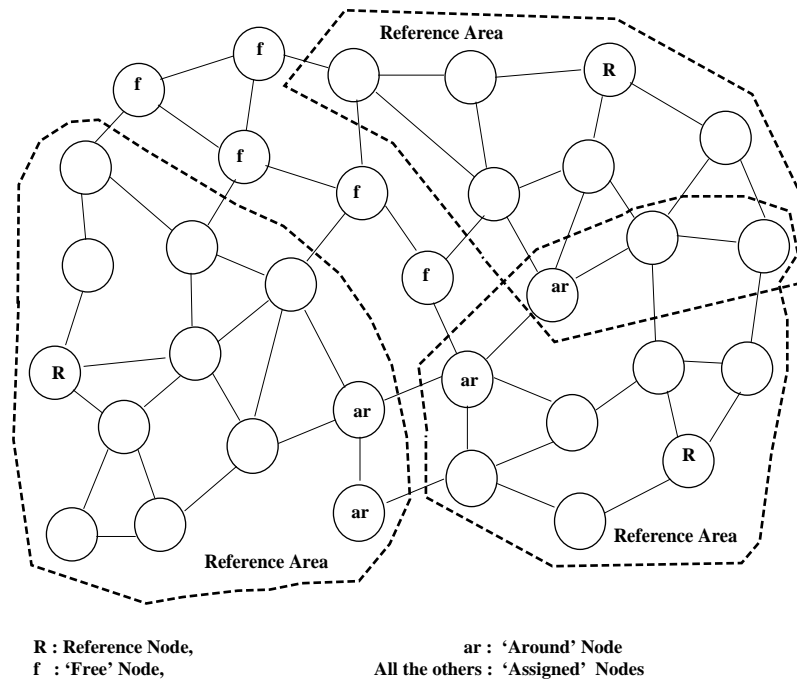 Reference Area
f
f
R
f
f
f
ar
R
ar
ar
R
ar
Reference Area
Reference Area
R : Reference Node,
ar : ‘Around’ Node
f : ‘Free’ Node,
All the others : ‘Assigned’ Nodes